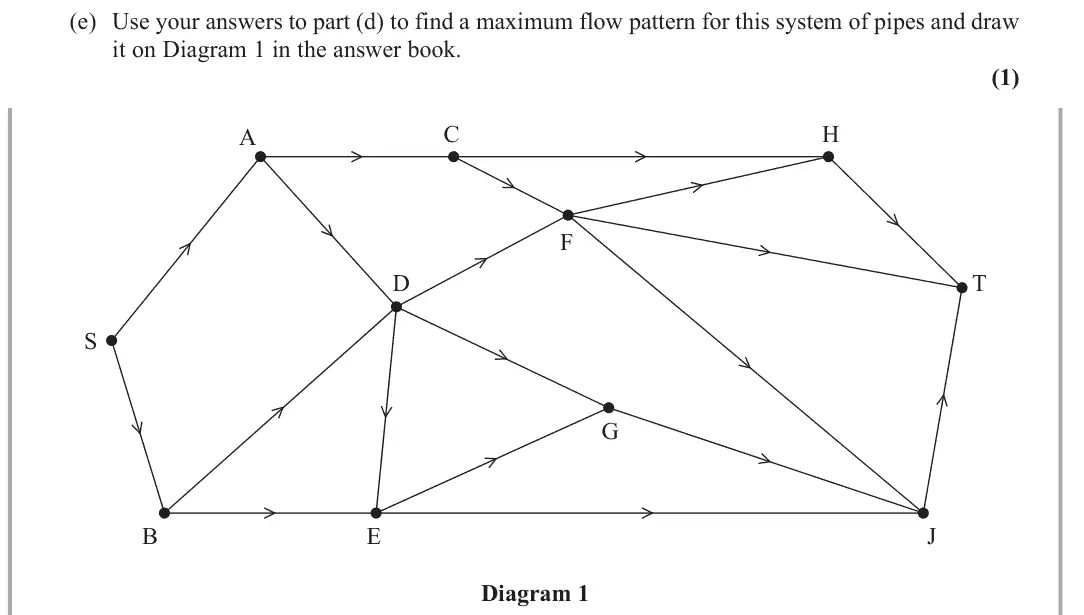 (e) Use your answers to part (d) to find a maximum flow pattern for this system of pipes and draw
it on Diagram 1 in the answer book.
(1)
A
C
H
F
D
T
S
G
B
E
J
Diagram 1